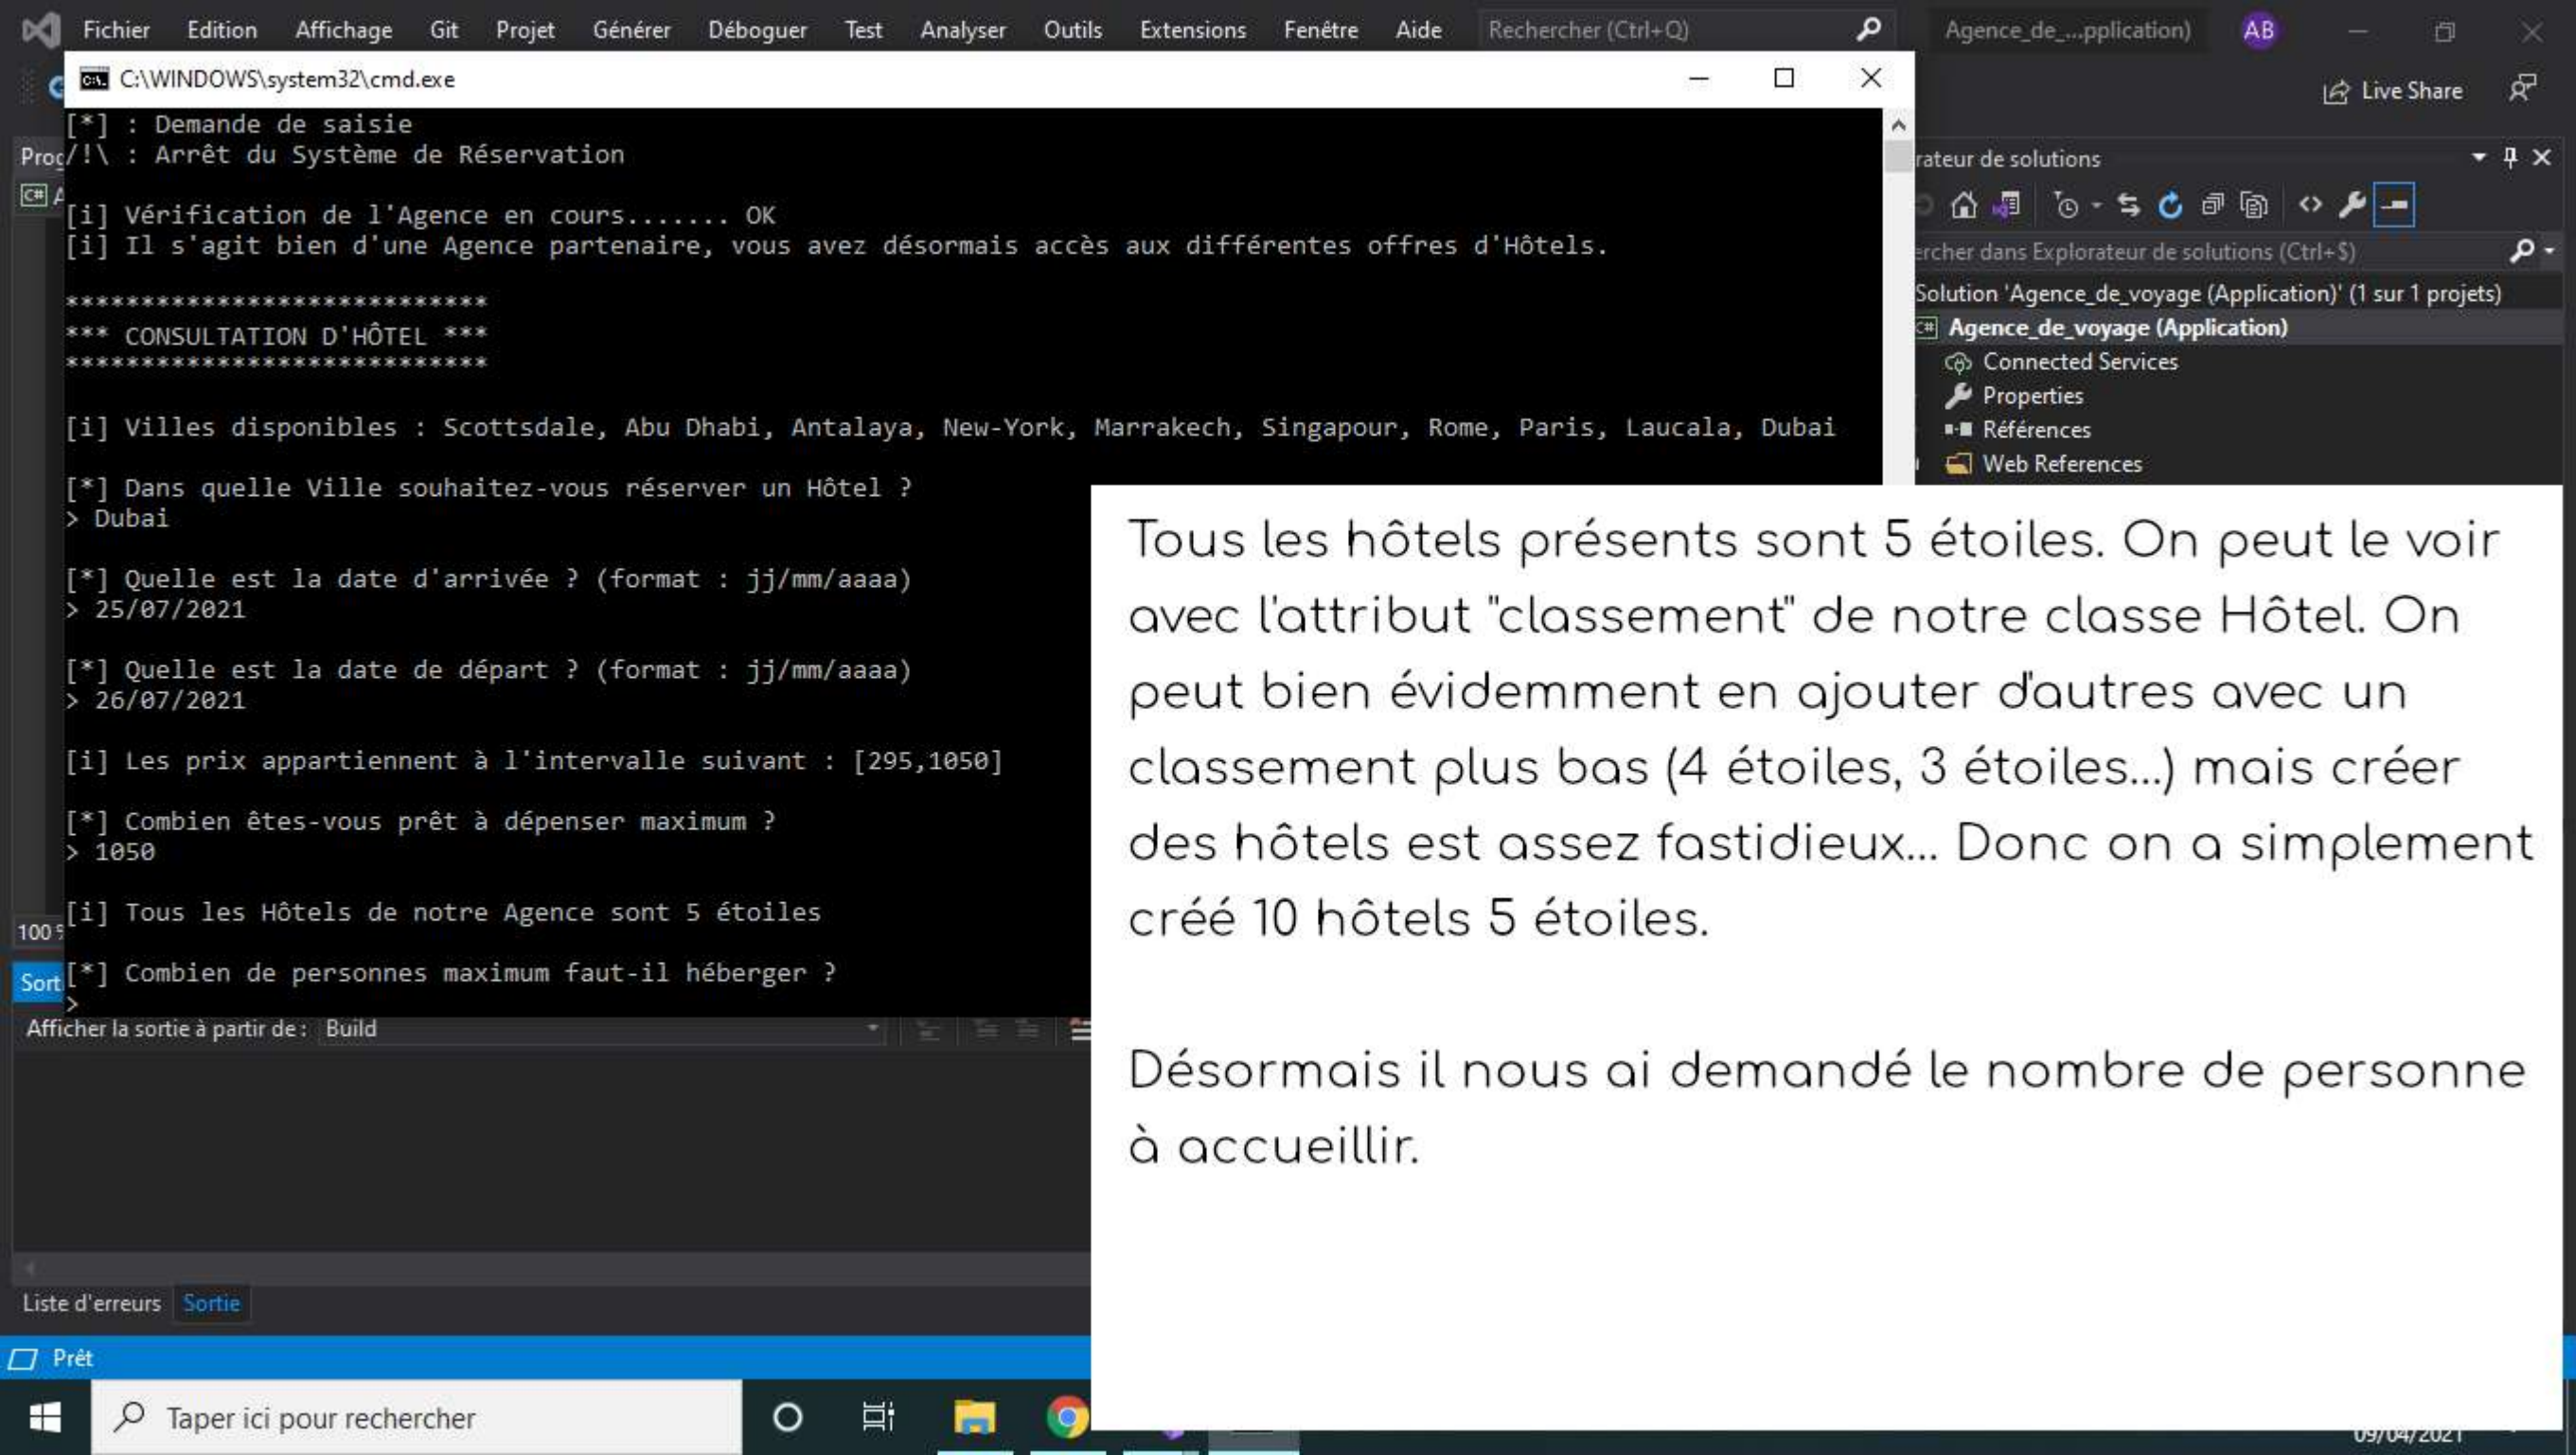 Fichier Edition Affichage Git Projet Générer Déboguer Test Analyser Outils Extensions Fenêtre Aide Rechercher (Ctrl+Q) Agence_de_...pplication) AB
C:\WINDOWS\system32\cmd.exe
Live Share
[*] : Demande de saisie
/!\ : Arrêt du Système de Réservation
[i] Vérification de l'Agence en cours....... OK
[i] Il s'agit bien d'une Agence partenaire, vous avez désormais accès aux différentes offres d'Hôtels.
****************************
*** CONSULTATION D'HÔTEL ***
****************************
[i] Villes disponibles : Scottsdale, Abu Dhabi, Antalaya, New-York, Marrakech, Singapour, Rome, Paris, Laucala, Dubai
[*] Dans quelle Ville souhaitez-vous réserver un Hôtel ?
> Dubai
[*] Quelle est la date d'arrivée ? (format : jj/mm/aaaa)
> 25/07/2021
[*] Quelle est la date de départ ? (format : jj/mm/aaaa)
> 26/07/2021
[i] Les prix appartiennent à l'intervalle suivant : [295,1050]
[*] Combien êtes-vous prêt à dépenser maximum ?
> 1050
[i] Tous les Hôtels de notre Agence sont 5 étoiles
[*] Combien de personnes maximum faut-il héberger ?
>
rateur de solutions
ercher dans Explorateur de solutions (Ctrl+$)
Solution 'Agence_de_voyage (Application)' (1 sur 1 projets)
C# Agence_de_voyage (Application)
Connected Services
Properties
Références
Web References
Tous les hôtels présents sont 5 étoiles. On peut le voir
avec l'attribut "classement" de notre classe Hôtel. On
peut bien évidemment en ajouter d'autres avec un
classement plus bas (4 étoiles, 3 étoiles...) mais créer
des hôtels est assez fastidieux... Donc on a simplement
créé 10 hôtels 5 étoiles.
Désormais il nous ai demandé le nombre de personne
à accueillir.
Prog
C# A
100 %
Sort
Afficher la sortie à partir de : Build
Liste d'erreurs Sortie
Prêt
Taper ici pour rechercher
09/04/2021